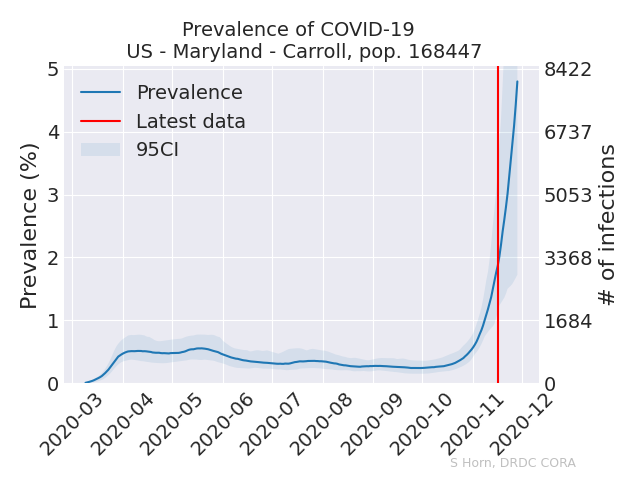 Prevalence of COVID-19
US - Maryland - Carroll, pop. 168447
Prevalence (%)
5
4
3
2
1
0
Prevalence
Latest data
95CI
8422
6737
5053
3368
1684
0
# of infections
2020-03
2020-04
2020-05
2020-06
2020-07
2020-08
2020-09
2020-10
2020-11
2020-12
S Horn, DRDC CORA